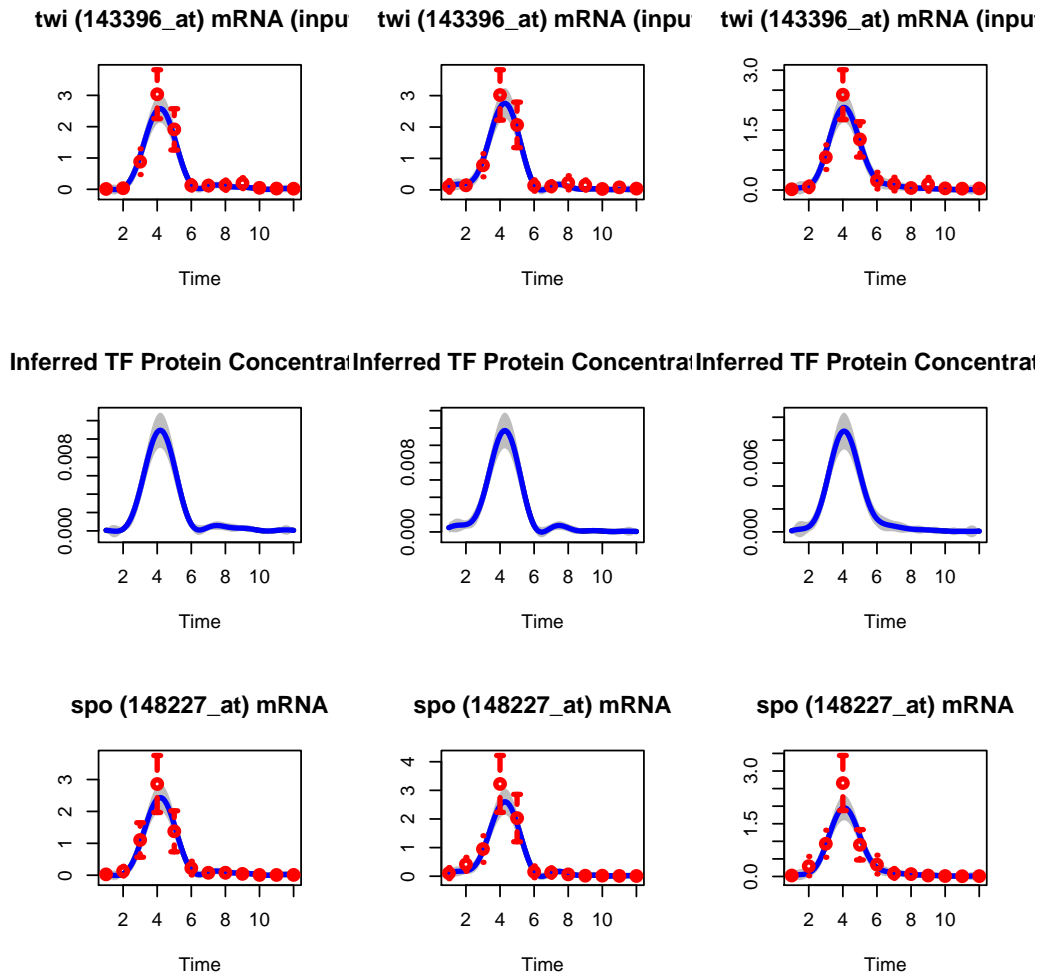 twi (143396_at) mRNA (inpu
3
2
1
0
2 4 6 8 10
Time
twi (143396_at) mRNA (inpu
3
2
1
0
2 4 6 8 10
Time
twi (143396_at) mRNA (inpu
3.0
1.5
0.0
2 4 6 8 10
Time
Inferred TF Protein Concentrat
0.008
0.000
2 4 6 8 10
Time
Inferred TF Protein Concentrat
0.008
0.000
2 4 6 8 10
Time
Inferred TF Protein Concentrat
0.006
0.000
2 4 6 8 10
Time
spo (148227_at) mRNA
3
2
1
0
2 4 6 8 10
Time
spo (148227_at) mRNA
4
3
2
1
0
2 4 6 8 10
Time
spo (148227_at) mRNA
3.0
1.5
0.0
2 4 6 8 10
Time